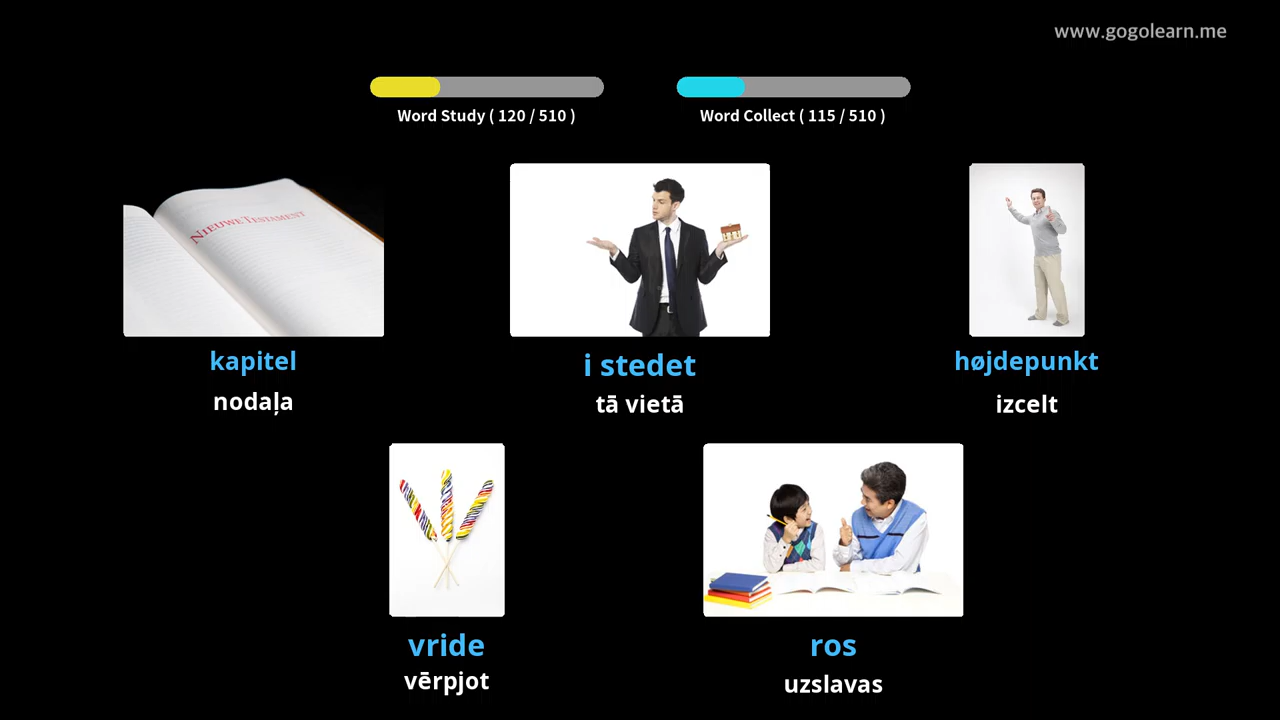 www.gogolearn.me
Word Study ( 120 / 510 )
Word Collect ( 115 / 510 )
NIEUWE TESTAMENT
kapitel
i stedet
højdepunkt
nodaļa
tā vietā
izcelt
vride
ros
vērpjot
uzslavas